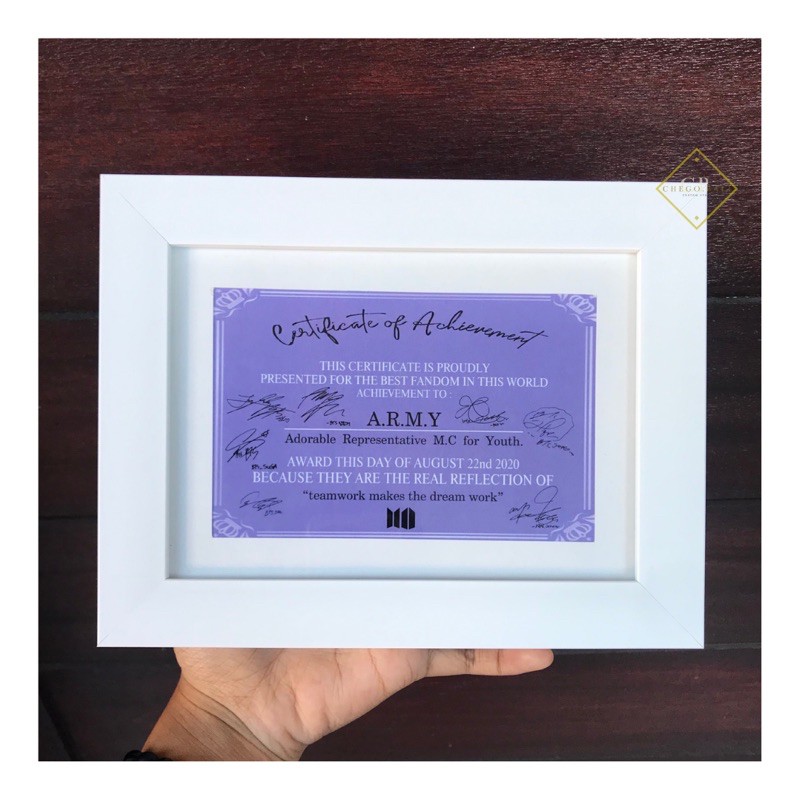 CHEGO
Certificate of Achievement
THIS CERTIFICATE IS PROUDLY
PRESENTED FOR THE BEST FANDOM IN THIS WORLD
ACHIEVEMENT TO :
A.R.M.Y
Adorable Representative M.C for Youth.
AWARD THIS DAY OF AUGUST 22nd 2020
BECAUSE THEY ARE THE REAL REFLECTION OF
"teamwork makes the dream work"